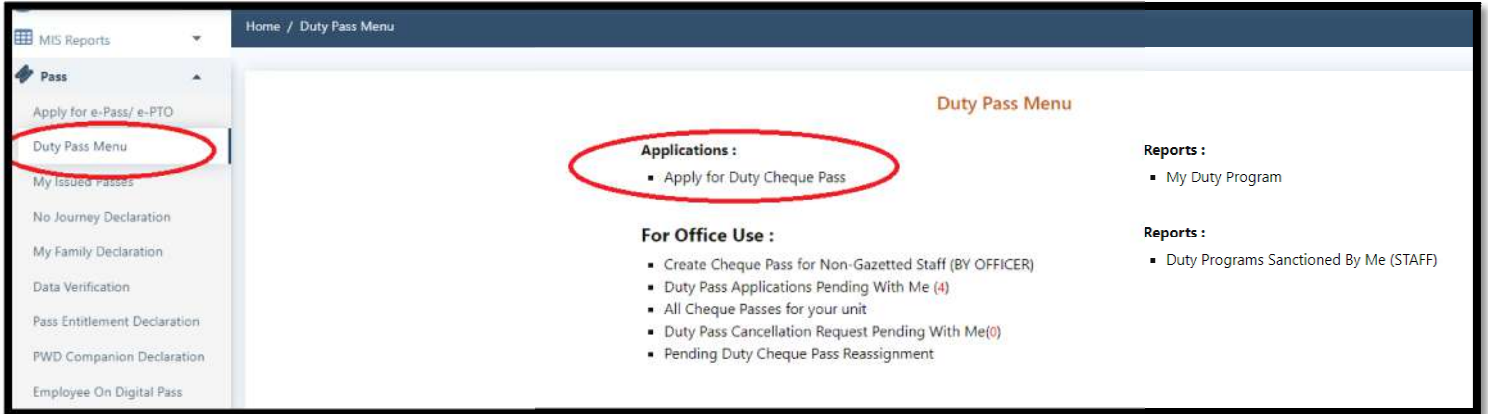 Home / Duty Pass Menu
MIS Reports
Pass
Apply for e-Pass/ e-PTO
Duty Pass Menu
My Issued Passes
No Journey Declaration
My Family Declaration
Data Verification
Pass Entitlement Declaration
PWD Companion Declaration
Employee On Digital Pass
Duty Pass Menu
Applications :
▪ Apply for Duty Cheque Pass
For Office Use :
▪ Create Cheque Pass for Non-Gazetted Staff (BY OFFICER)
▪ Duty Pass Applications Pending With Me (4)
▪ All Cheque Passes for your unit
▪ Duty Pass Cancellation Request Pending With Me(0)
▪ Pending Duty Cheque Pass Reassignment
Reports :
▪ My Duty Program
Reports :
▪ Duty Programs Sanctioned By Me (STAFF)